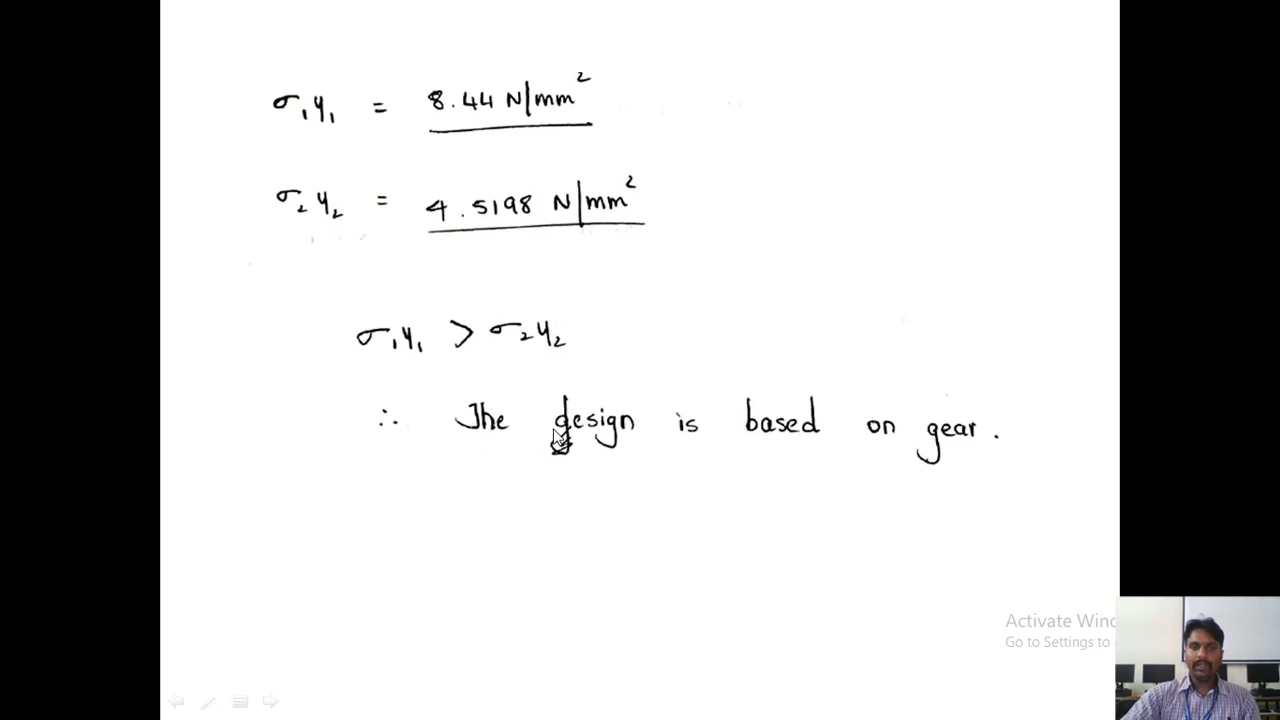 σ₁y₁ = 8.44 N/mm²
σ₂y₂ = 4.5198 N/mm²
σ₁y₁ > σ₂y₂
∴ The design is based on gear.
Activate Winc
Go to Settings to